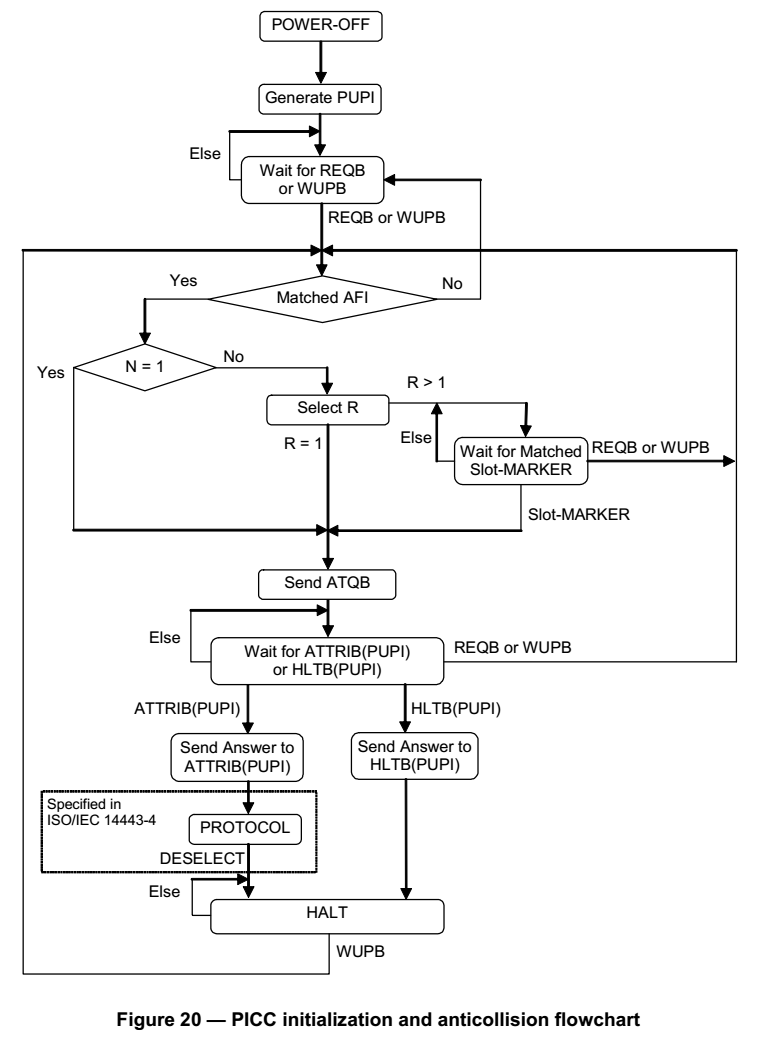 POWER-OFF
Generate PUPI
Else
Wait for REQB
or WUPB
REQB or WUPB
Yes
Matched AFI
No
Yes
N = 1
No
Select R
R > 1
R = 1
Else
Wait for Matched
Slot-MARKER
REQB or WUPB
Slot-MARKER
Send ATQB
Else
Wait for ATTRIB(PUPI)
or HLTB(PUPI)
REQB or WUPB
ATTRIB(PUPI)
HLTB(PUPI)
Send Answer to
ATTRIB(PUPI)
Send Answer to
HLTB(PUPI)
Specified in
ISO/IEC 14443-4
PROTOCOL
DESELECT
Else
HALT
WUPB
Figure 20 — PICC initialization and anticollision flowchart